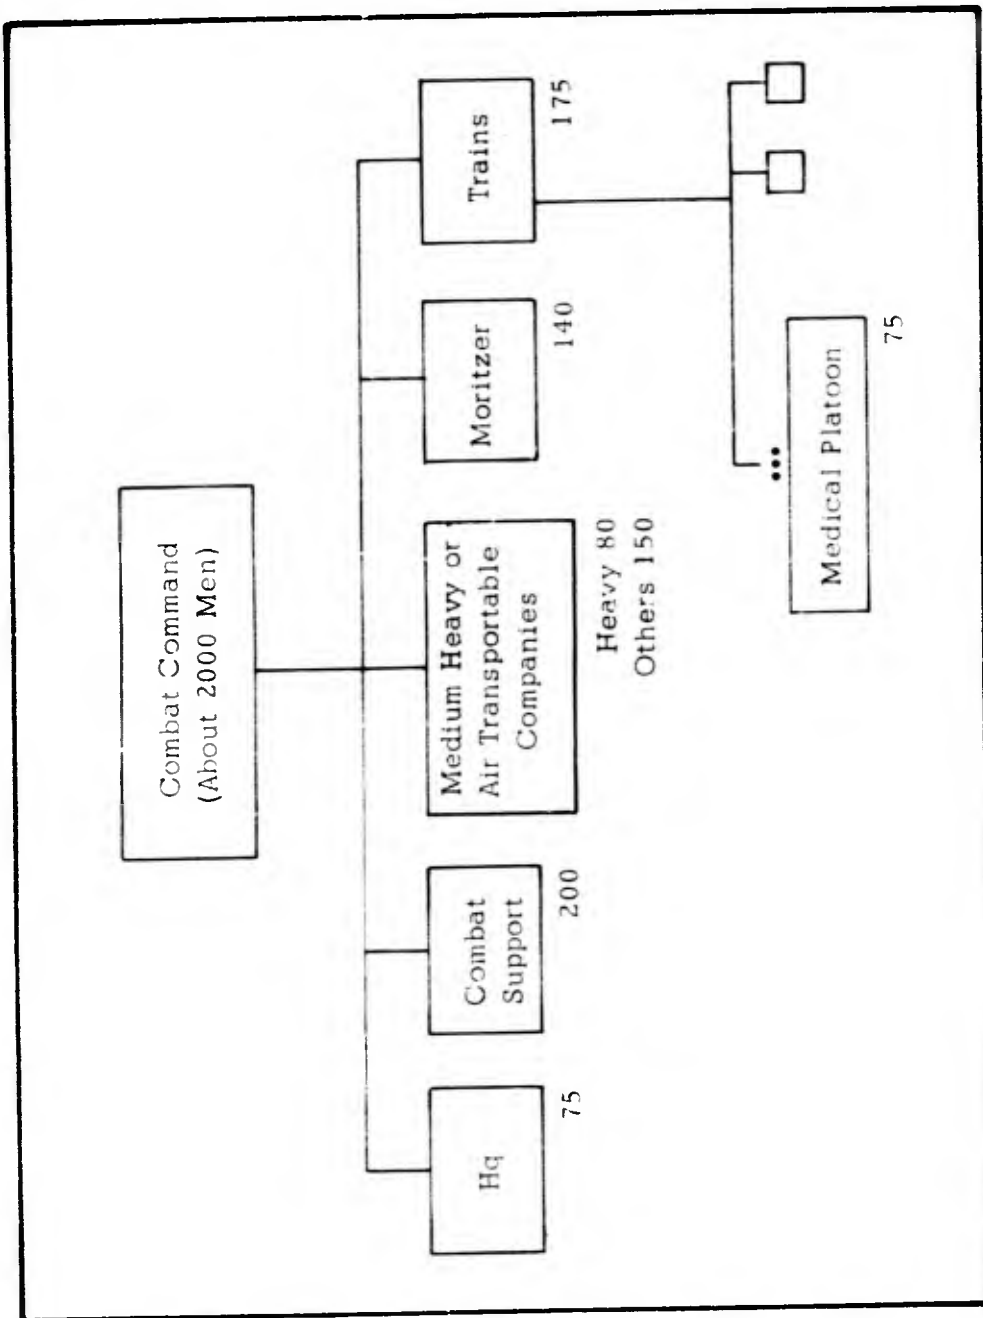 Combat Command
(About 2000 Men)
Hq
75
Combat
Support
200
Medium Heavy or
Air Transportable
Companies
Heavy 80
Others 150
Moritzer
140
Trains
175
Medical Platoon
75